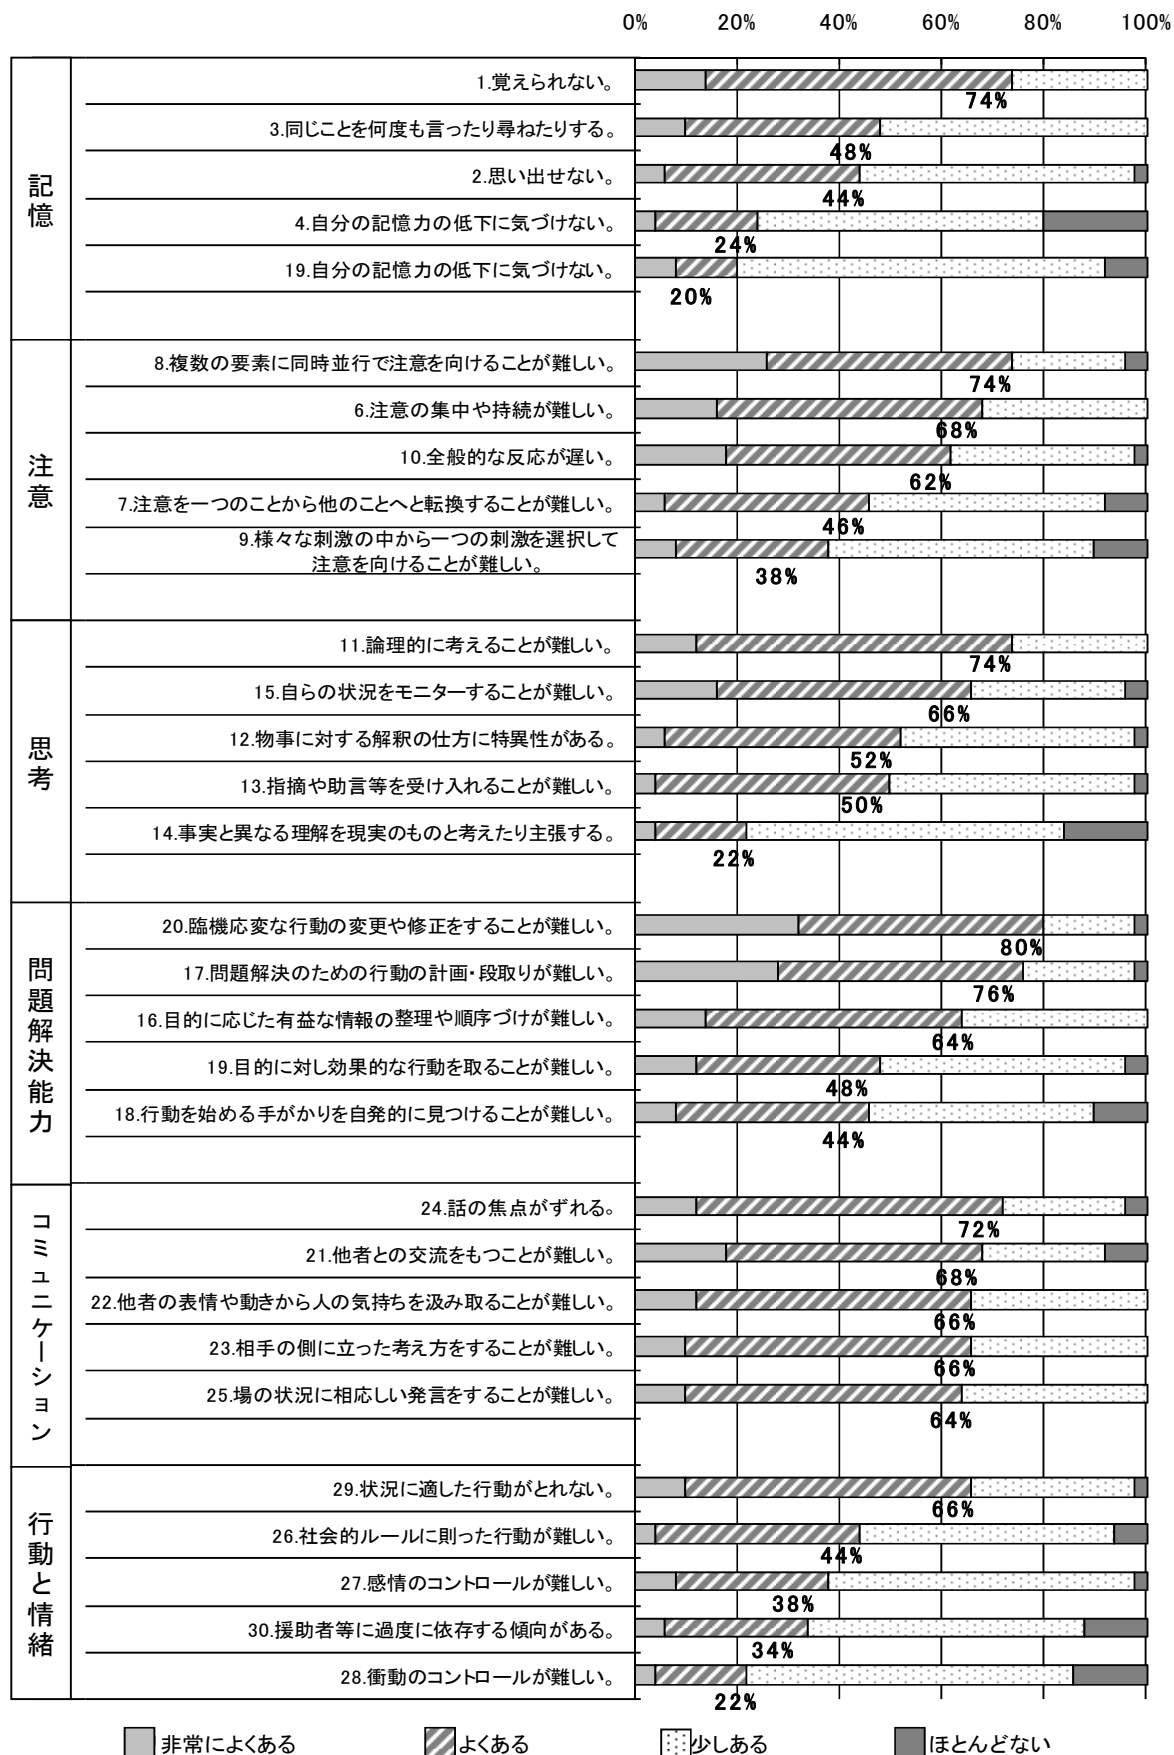 0% 20% 40% 60% 80% 100%
記憶
1.覚えられない。
74%
3.同じことを何度も言ったり尋ねたりする。
48%
2.思い出せない。
44%
4.自分の記憶力の低下に気づけない。
24%
19.自分の記憶力の低下に気づけない。
20%
注意
8.複数の要素に同時並行で注意を向けることが難しい。
74%
6.注意の集中や持続が難しい。
68%
10.全般的な反応が遅い。
62%
7.注意を一つのことから他のことへと転換することが難しい。
46%
9.様々な刺激の中から一つの刺激を選択して
注意を向けることが難しい。
38%
思考
11.論理的に考えることが難しい。
74%
15.自らの状況をモニターすることが難しい。
66%
12.物事に対する解釈の仕方に特異性がある。
52%
13.指摘や助言等を受け入れることが難しい。
50%
14.事実と異なる理解を現実のものと考えたり主張する。
22%
問題解決能力
20.臨機応変な行動の変更や修正をすることが難しい。
80%
17.問題解決のための行動の計画・段取りが難しい。
76%
16.目的に応じた有益な情報の整理や順序づけが難しい。
64%
19.目的に対し効果的な行動を取ることが難しい。
48%
18.行動を始める手がかりを自発的に見つけることが難しい。
44%
コミュニケーション
24.話の焦点がずれる。
72%
21.他者との交流をもつことが難しい。
68%
22.他者の表情や動きから人の気持ちを汲み取ることが難しい。
66%
23.相手の側に立った考え方をすることが難しい。
66%
25.場の状況に相応しい発言をすることが難しい。
64%
行動と情緒
29.状況に適した行動がとれない。
66%
26.社会的ルールに則った行動が難しい。
44%
27.感情のコントロールが難しい。
38%
30.援助者等に過度に依存する傾向がある。
34%
28.衝動のコントロールが難しい。
22%
非常によくある よくある 少しある ほとんどない